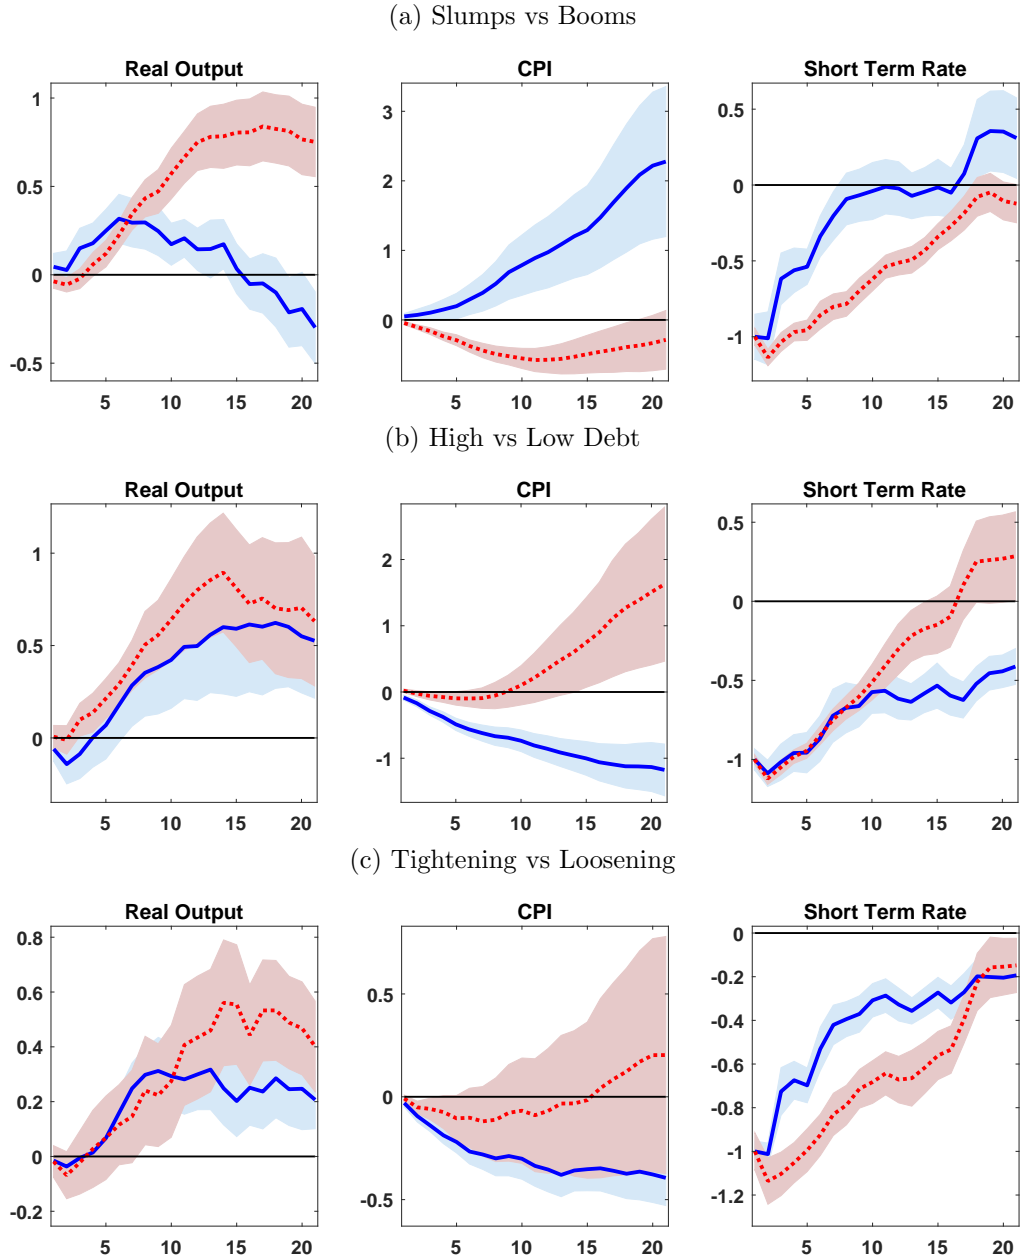 (a) Slumps vs Booms
Real Output
CPI
Short Term Rate
1
0.5
0
-0.5
5 10 15 20
3
2
1
0
5 10 15 20
0.5
0
-0.5
-1
5 10 15 20
(b) High vs Low Debt
Real Output
CPI
Short Term Rate
1
0.5
0
5 10 15 20
2
1
0
-1
5 10 15 20
0.5
0
-0.5
-1
5 10 15 20
(c) Tightening vs Loosening
Real Output
CPI
Short Term Rate
0.8
0.6
0.4
0.2
0
-0.2
5 10 15 20
0.5
0
-0.5
5 10 15 20
0
-0.2
-0.4
-0.6
-0.8
-1
-1.2
5 10 15 20